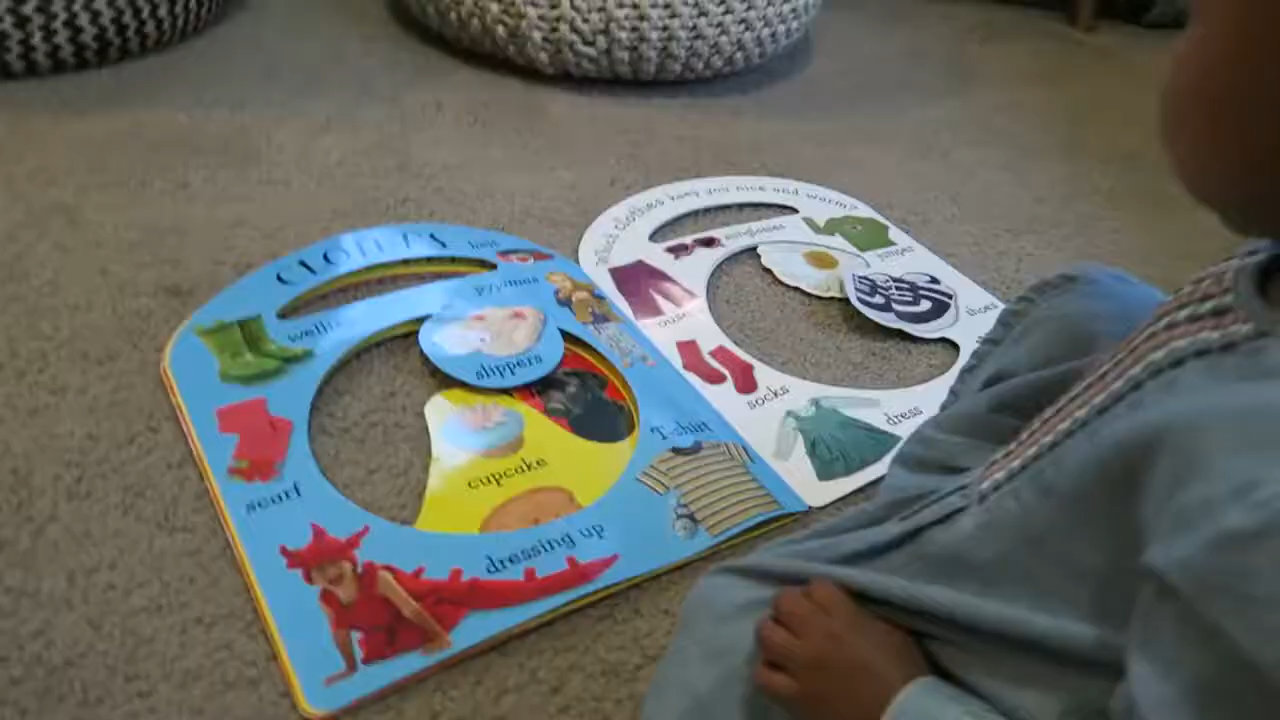 CLOTHES
hats
wellies
pyjamas
slippers
scarf
cupcake
T-shirt
dressing up
Which clothes keep you nice and warm?
sunglasses
jumper
shoes
socks
dress